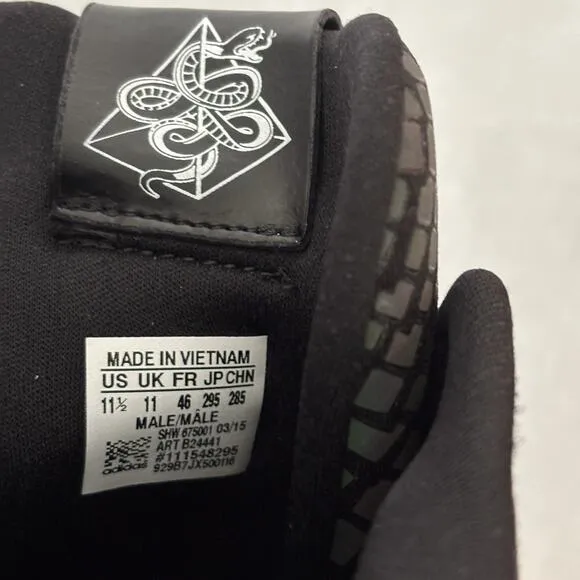 MADE IN VIETNAM
US UK FR JP CHN
11½ 11 46 295 285
MALE/MÂLE
SHW 675001 03/15
ART B24441
#111548295
929B7JX500116
adidas